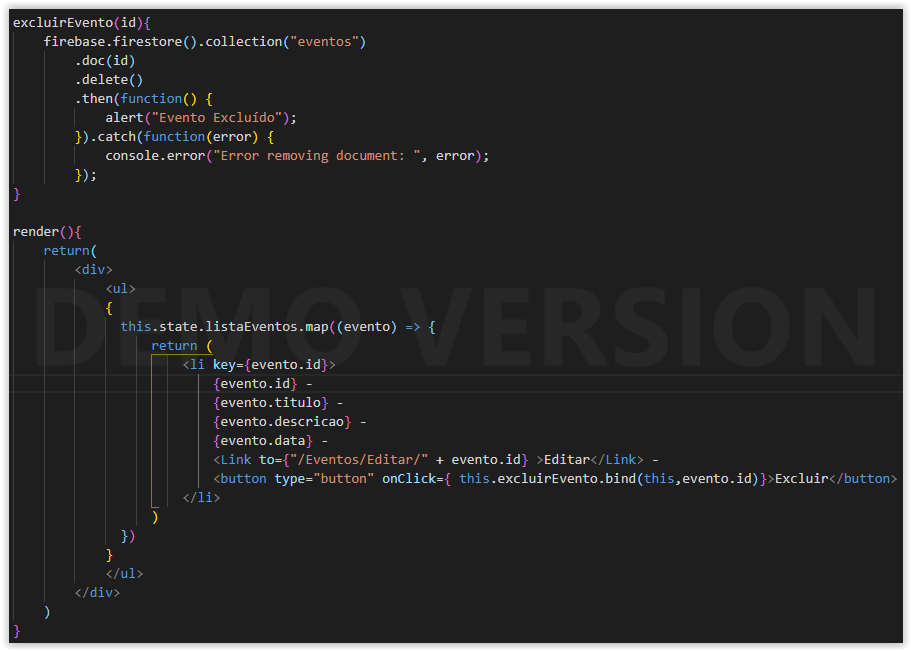 excluirEvento(id){
firebase.firestore().collection("eventos")
.doc(id)
.delete()
.then(function() {
alert("Evento Excluído");
}).catch(function(error) {
console.error("Error removing document: ", error);
});
}
render(){
return(
<div>
<ul>
{
this.state.listaEventos.map((evento) => {
return (
<li key={evento.id}>
{evento.id} -
{evento.titulo} -
{evento.descricao} -
{evento.data} -
<Link to={"/Eventos/Editar/" + evento.id} >Editar</Link> -
<button type="button" onClick={ this.excluirEvento.bind(this,evento.id)}>Excluir</button>
</li>
)
})
}
</ul>
</div>
)
}
DEMO VERSION